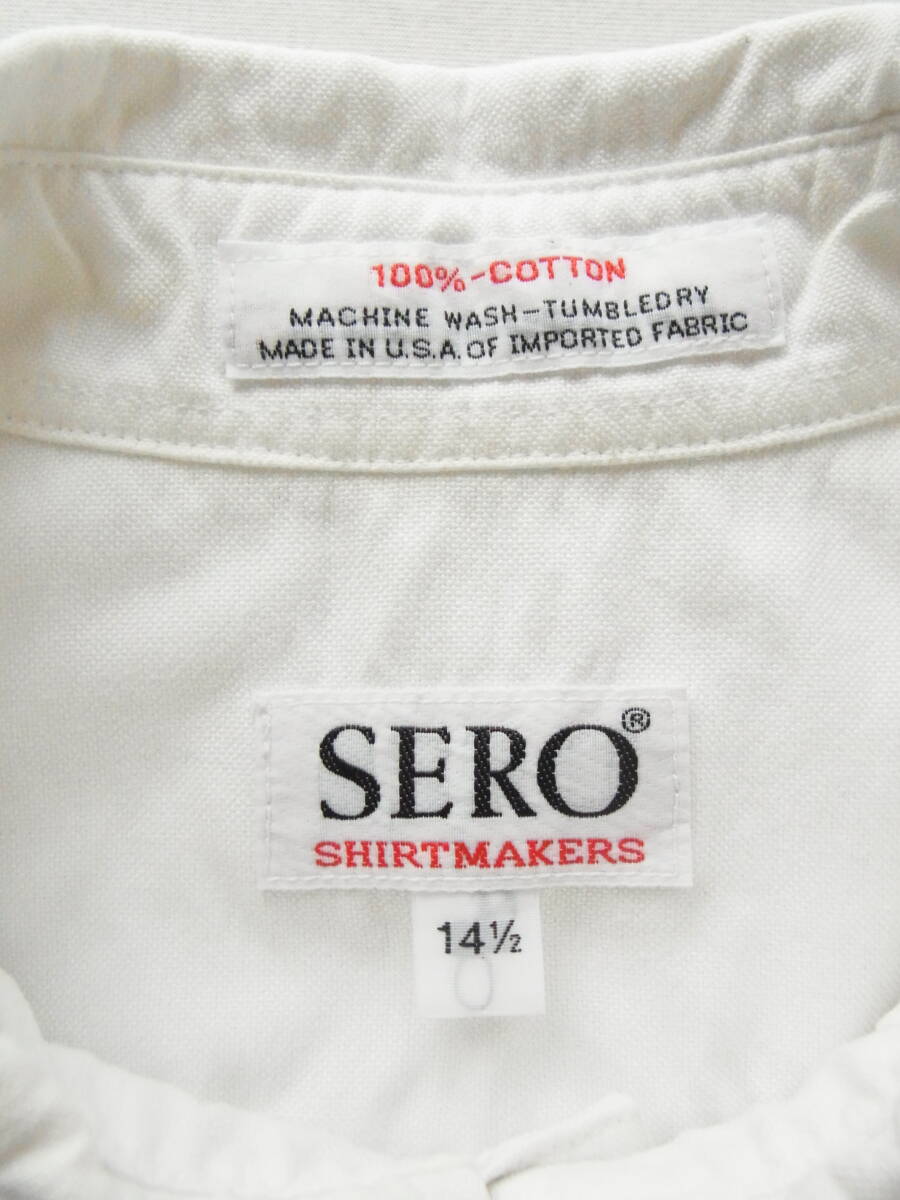 100%-COTTON
MACHINE WASH-TUMBLEDRY
MADE IN U.S.A. OF IMPORTED FABRIC
SERO®
SHIRTMAKERS
14½